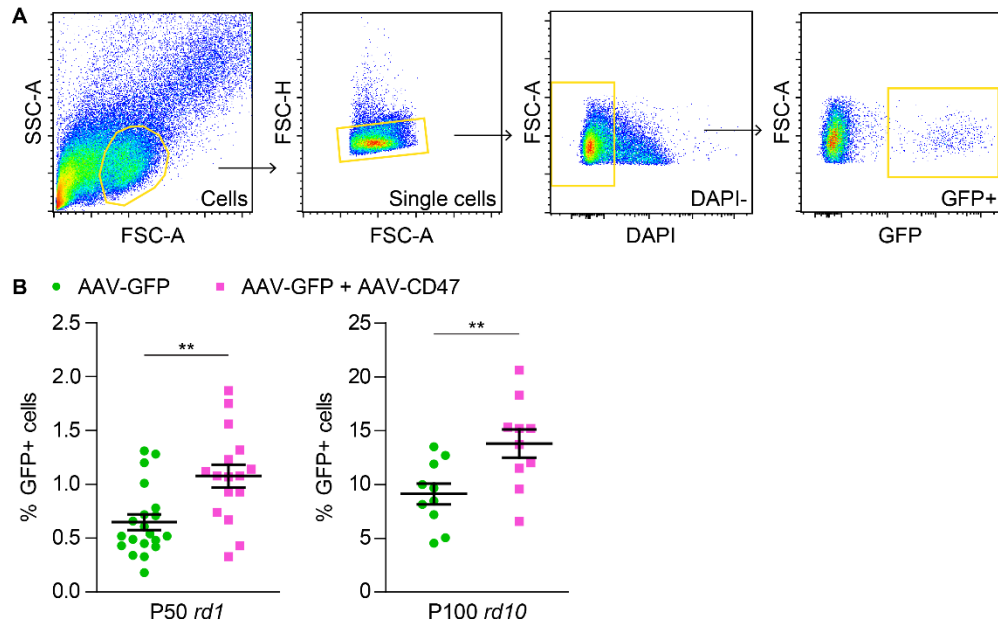 A
SSC-A
Cells
FSC-A
FSC-H
Single cells
FSC-A
FSC-A
DAPI-
DAPI
FSC-A
GFP+
GFP
B AAV-GFP AAV-GFP + AAV-CD47
% GFP+ cells
2.5
2.0
1.5
1.0
0.5
0.0
**
P50 rd1
% GFP+ cells
25
20
15
10
5
0
**
P100 rd10